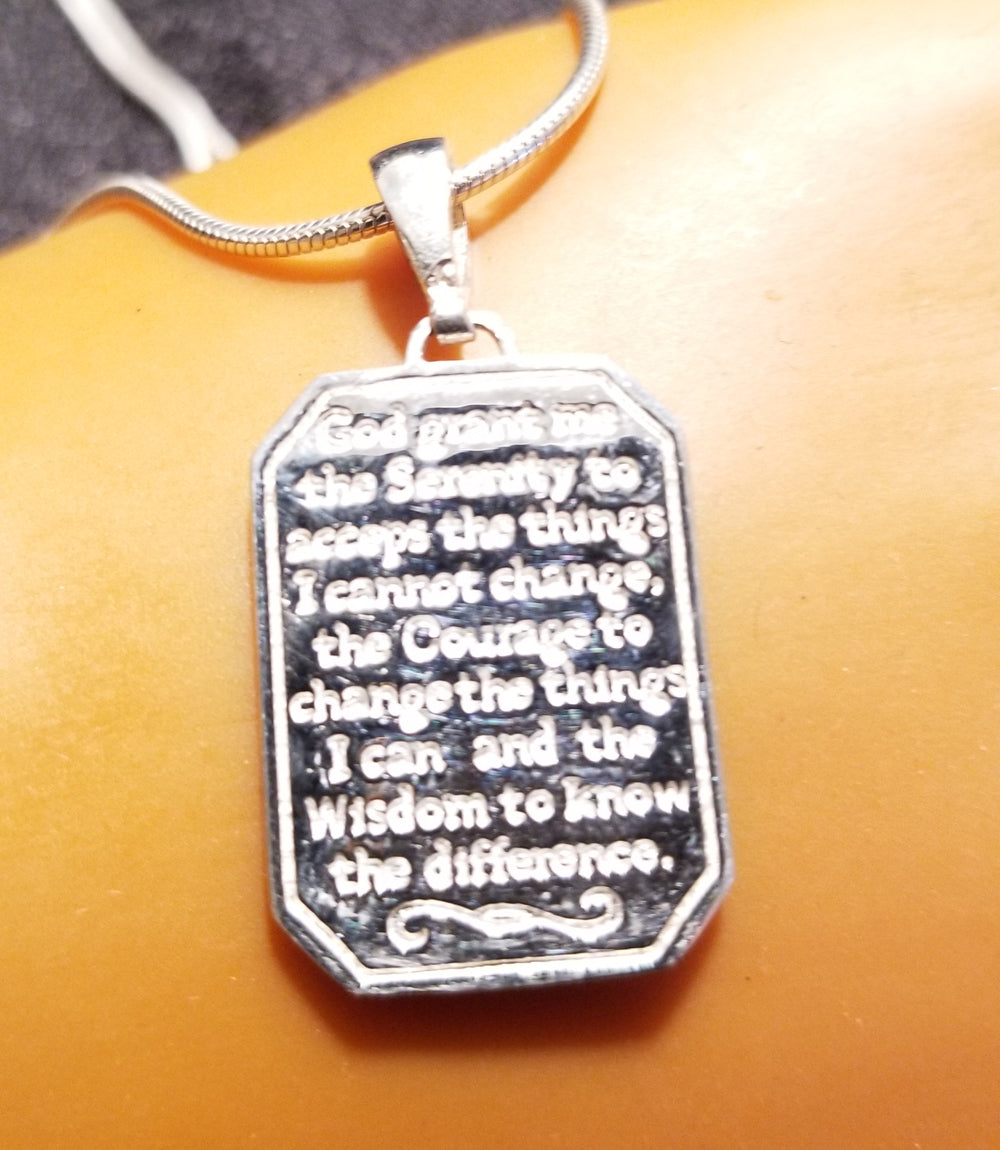 God grant me
the Serenity to
acceps the things
I cannot change,
the Courage to
change the things
I can and the
Wisdom to know
the difference.